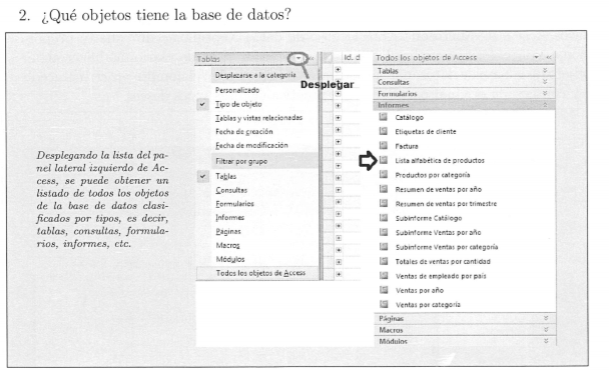 2. ¿Qué objetos tiene la base de datos?
Desplegando la lista del pa-
nel lateral izquierdo de Ac-
cess, se puede obtener un
listado de todos los objetos
de la base de datos clasi-
ficados por tipos, es decir,
tablas, consultas, formula-
rios, informes, etc.
Tablas
Id. d
Desplegar
Desplazarse a la categoría
Personalizado
Tipo de objeto
Tablas y vistas relacionadas
Fecha de creación
Fecha de modificación
Filtrar por grupo
Tablas
Consultas
Formularios
Informes
Páginas
Macros
Módulos
Todos los objetos de Access
Todos los objetos de Access
Tablas
Consultas
Formularios
Informes
Catálogo
Etiquetas de cliente
Factura
Lista alfabética de productos
Productos por categoría
Resumen de ventas por año
Resumen de ventas por trimestre
Subinforme Catálogo
Subinforme Ventas por año
Subinforme Ventas por categoría
Totales de ventas por cantidad
Ventas de empleado por país
Ventas por año
Ventas por categoría
Páginas
Macros
Módulos